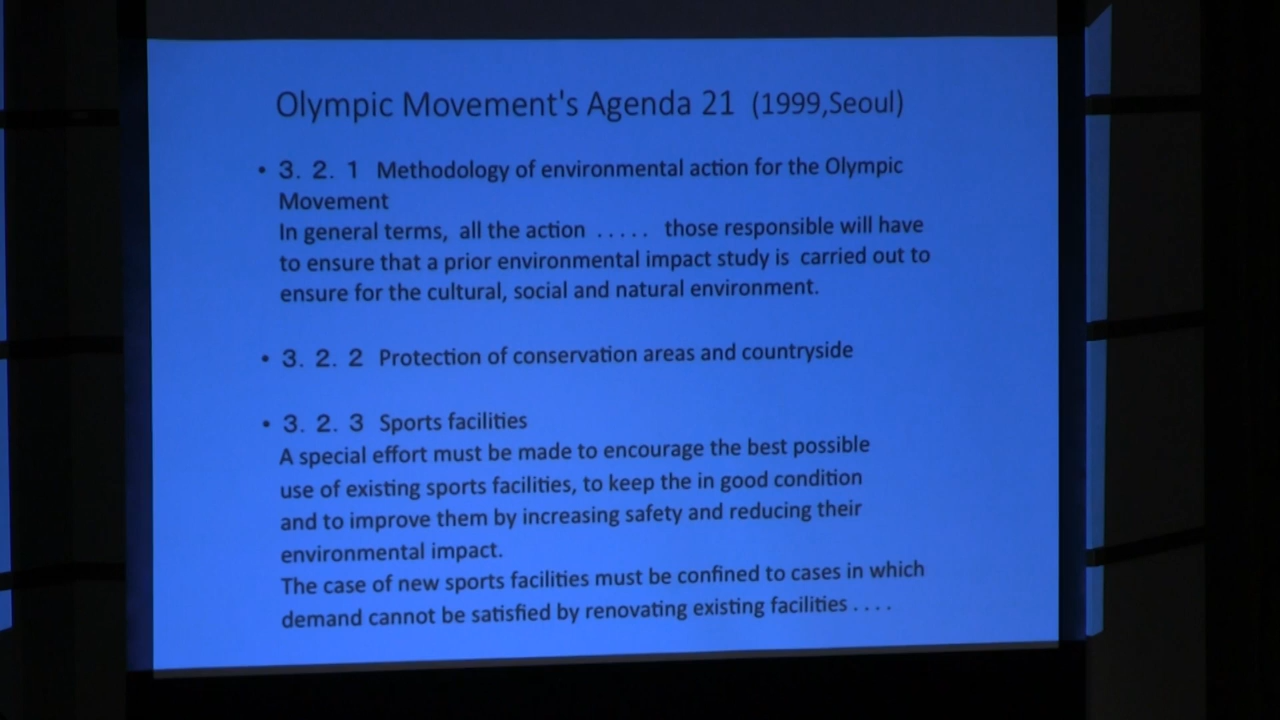 Olympic Movement's Agenda 21 (1999,Seoul)
• 3. 2. 1 Methodology of environmental action for the Olympic
Movement
In general terms, all the action ..... those responsible will have
to ensure that a prior environmental impact study is carried out to
ensure for the cultural, social and natural environment.
• 3. 2. 2 Protection of conservation areas and countryside
• 3. 2. 3 Sports facilities
A special effort must be made to encourage the best possible
use of existing sports facilities, to keep the in good condition
and to improve them by increasing safety and reducing their
environmental impact.
The case of new sports facilities must be confined to cases in which
demand cannot be satisfied by renovating existing facilities ....